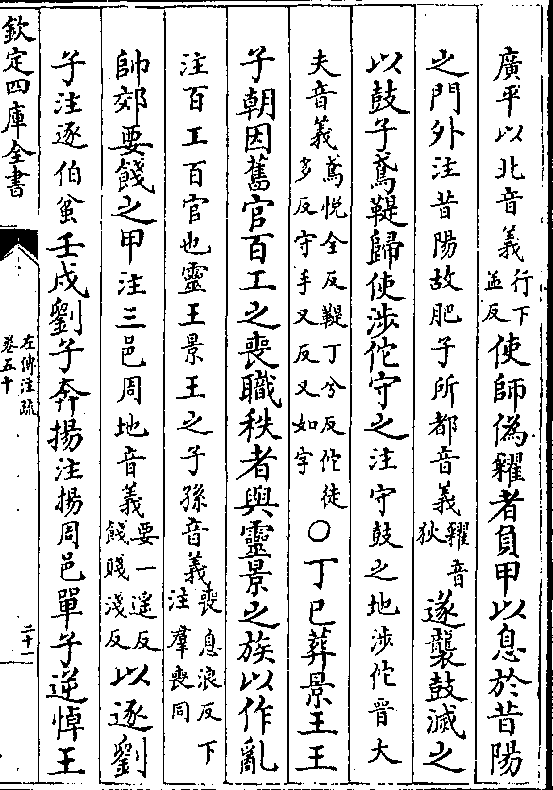 廣平以北音義行下孟反使師偽糴者負甲以息於昔陽
之門外注昔陽故肥子所都音義糴音狄遂襲鼓滅之
以鼓子鳶鞮歸使涉佗守之注守鼓之地涉佗晉大
夫音義鳶悦全反鞮丁兮反佗徒多反守手又反又如字○丁巳葬景王王
子朝因舊官百工之喪職秩者與靈景之族以作亂
注百工百官也靈王景王之子孫音義喪息浪反下注羣喪同
帥郊要餞之甲注三邑周地音義要一遥反餞賤淺反以逐劉
子注逐伯蚠壬戌劉子奔揚注揚周邑單子逆悼王
欽定四庫全書
左傳注疏
卷五十
二十